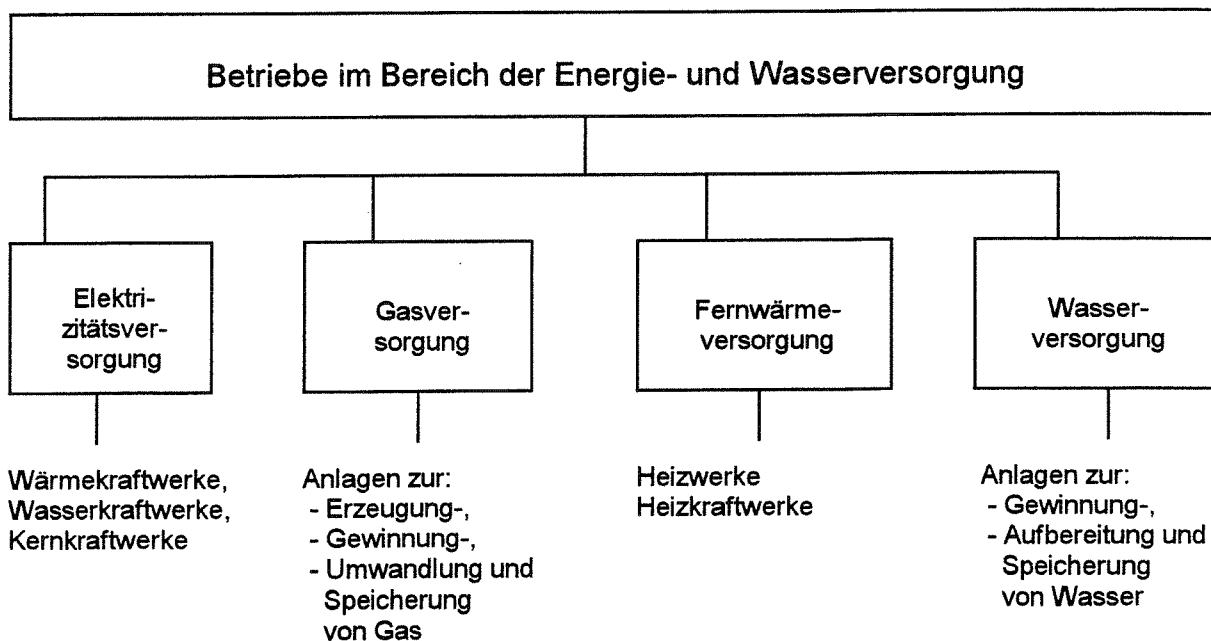 Betriebe im Bereich der Energie- und Wasserversorgung
Elektri-
zitätsver-
sorgung
Gasver-
sorgung
Fernwärme-
versorgung
Wasser-
versorgung
Wärmekraftwerke,
Wasserkraftwerke,
Kernkraftwerke
Anlagen zur:
- Erzeugung-,
- Gewinnung-,
- Umwandlung und
Speicherung
von Gas
Heizwerke
Heizkraftwerke
Anlagen zur:
- Gewinnung-,
- Aufbereitung und
Speicherung
von Wasser